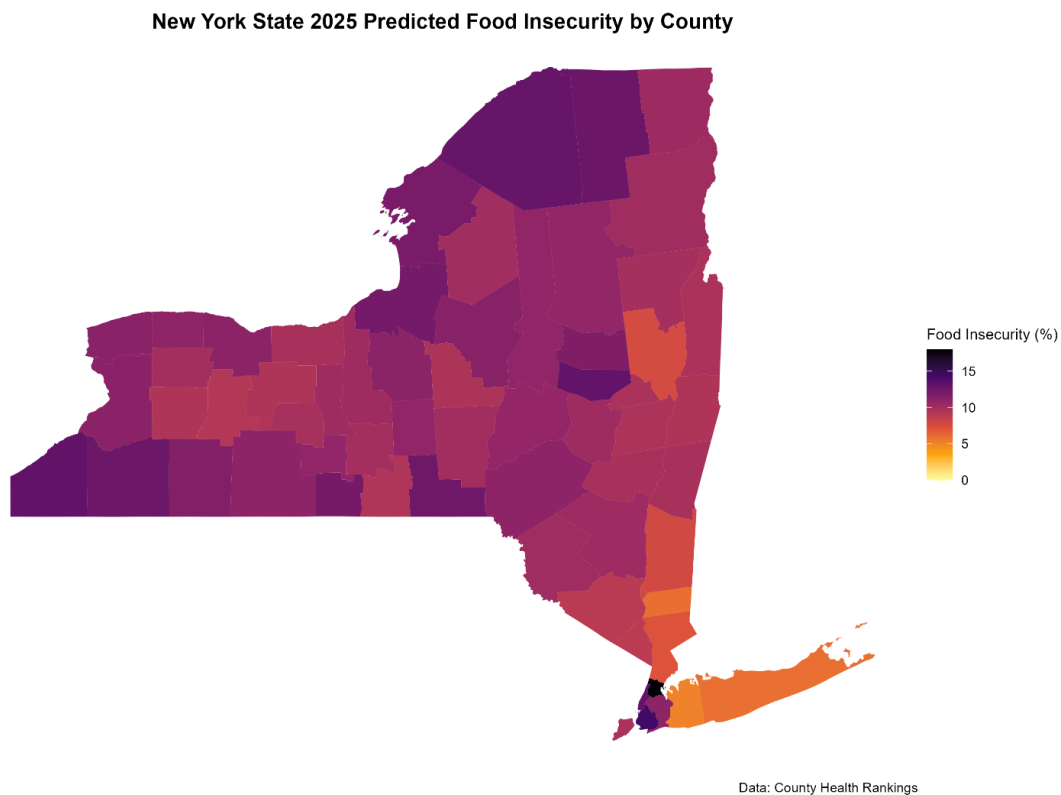 New York State 2025 Predicted Food Insecurity by County
Food Insecurity (%)
15
10
5
0
Data: County Health Rankings